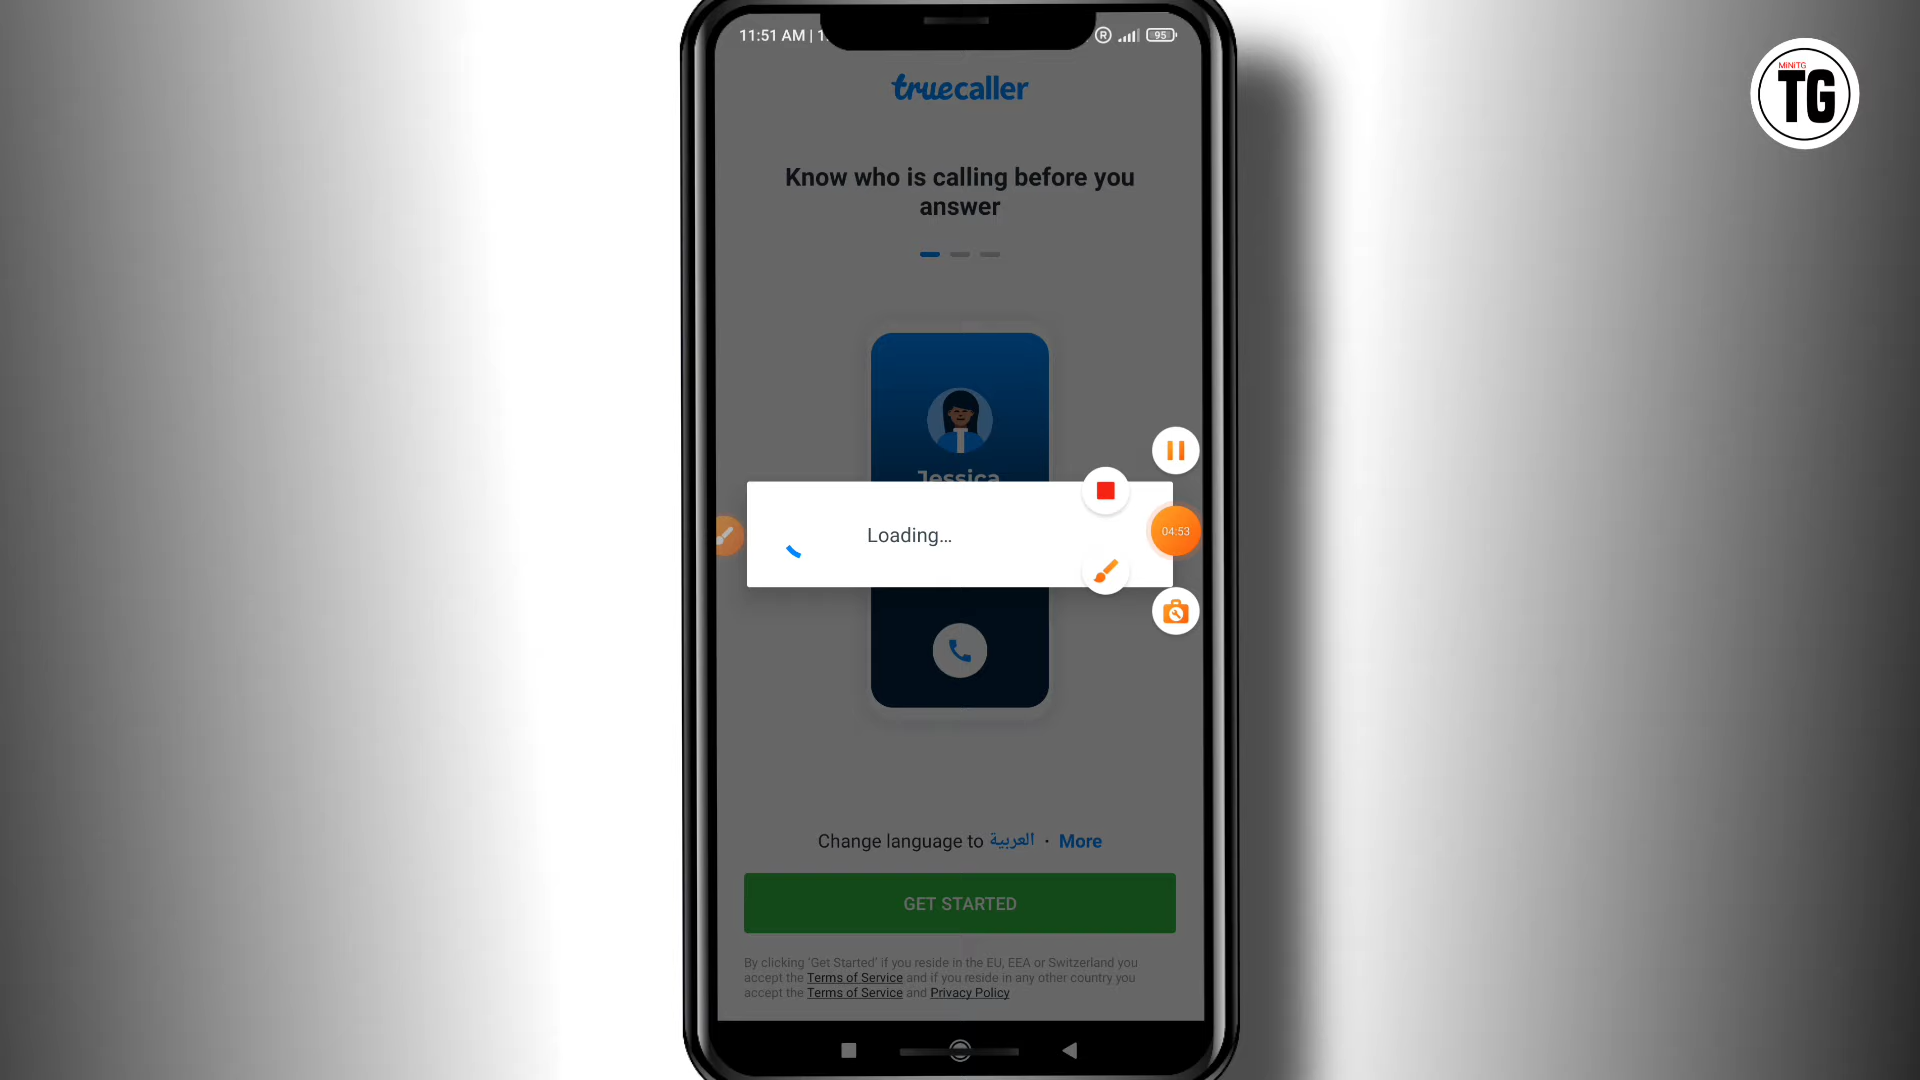 11:51 AM | 1
R
95
MiNiTG
TG
truecaller
Know who is calling before you
answer
Jessica
Loading...
04:53
Change language to العربية · More
GET STARTED
By clicking 'Get Started' if you reside in the EU, EEA or Switzerland you
accept the Terms of Service and if you reside in any other country you
accept the Terms of Service and Privacy Policy